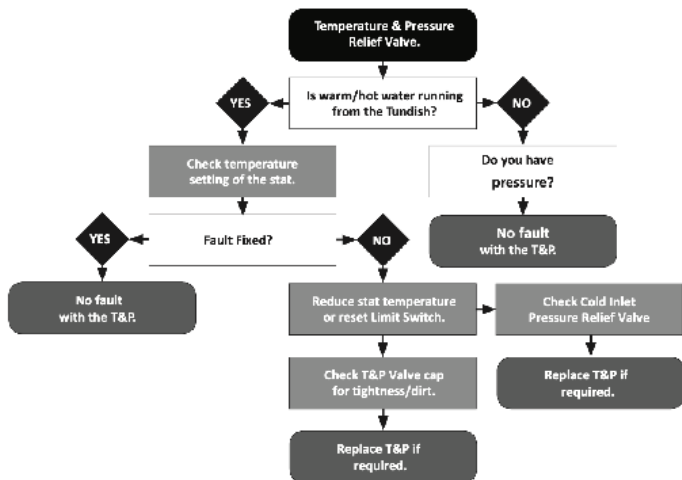 Temperature & Pressure
Relief Valve.
Is warm/hot water running
from the Tundish?
YES
NO
Check temperature
setting of the stat.
Do you have
pressure?
YES
Fault Fixed?
NO
No fault
with the T&P.
No fault
with the T&P.
Reduce stat temperature
or reset Limit Switch.
Check Cold Inlet
Pressure Relief Valve
Check T&P Valve cap
for tightness/dirt.
Replace T&P if
required.
Replace T&P if
required.